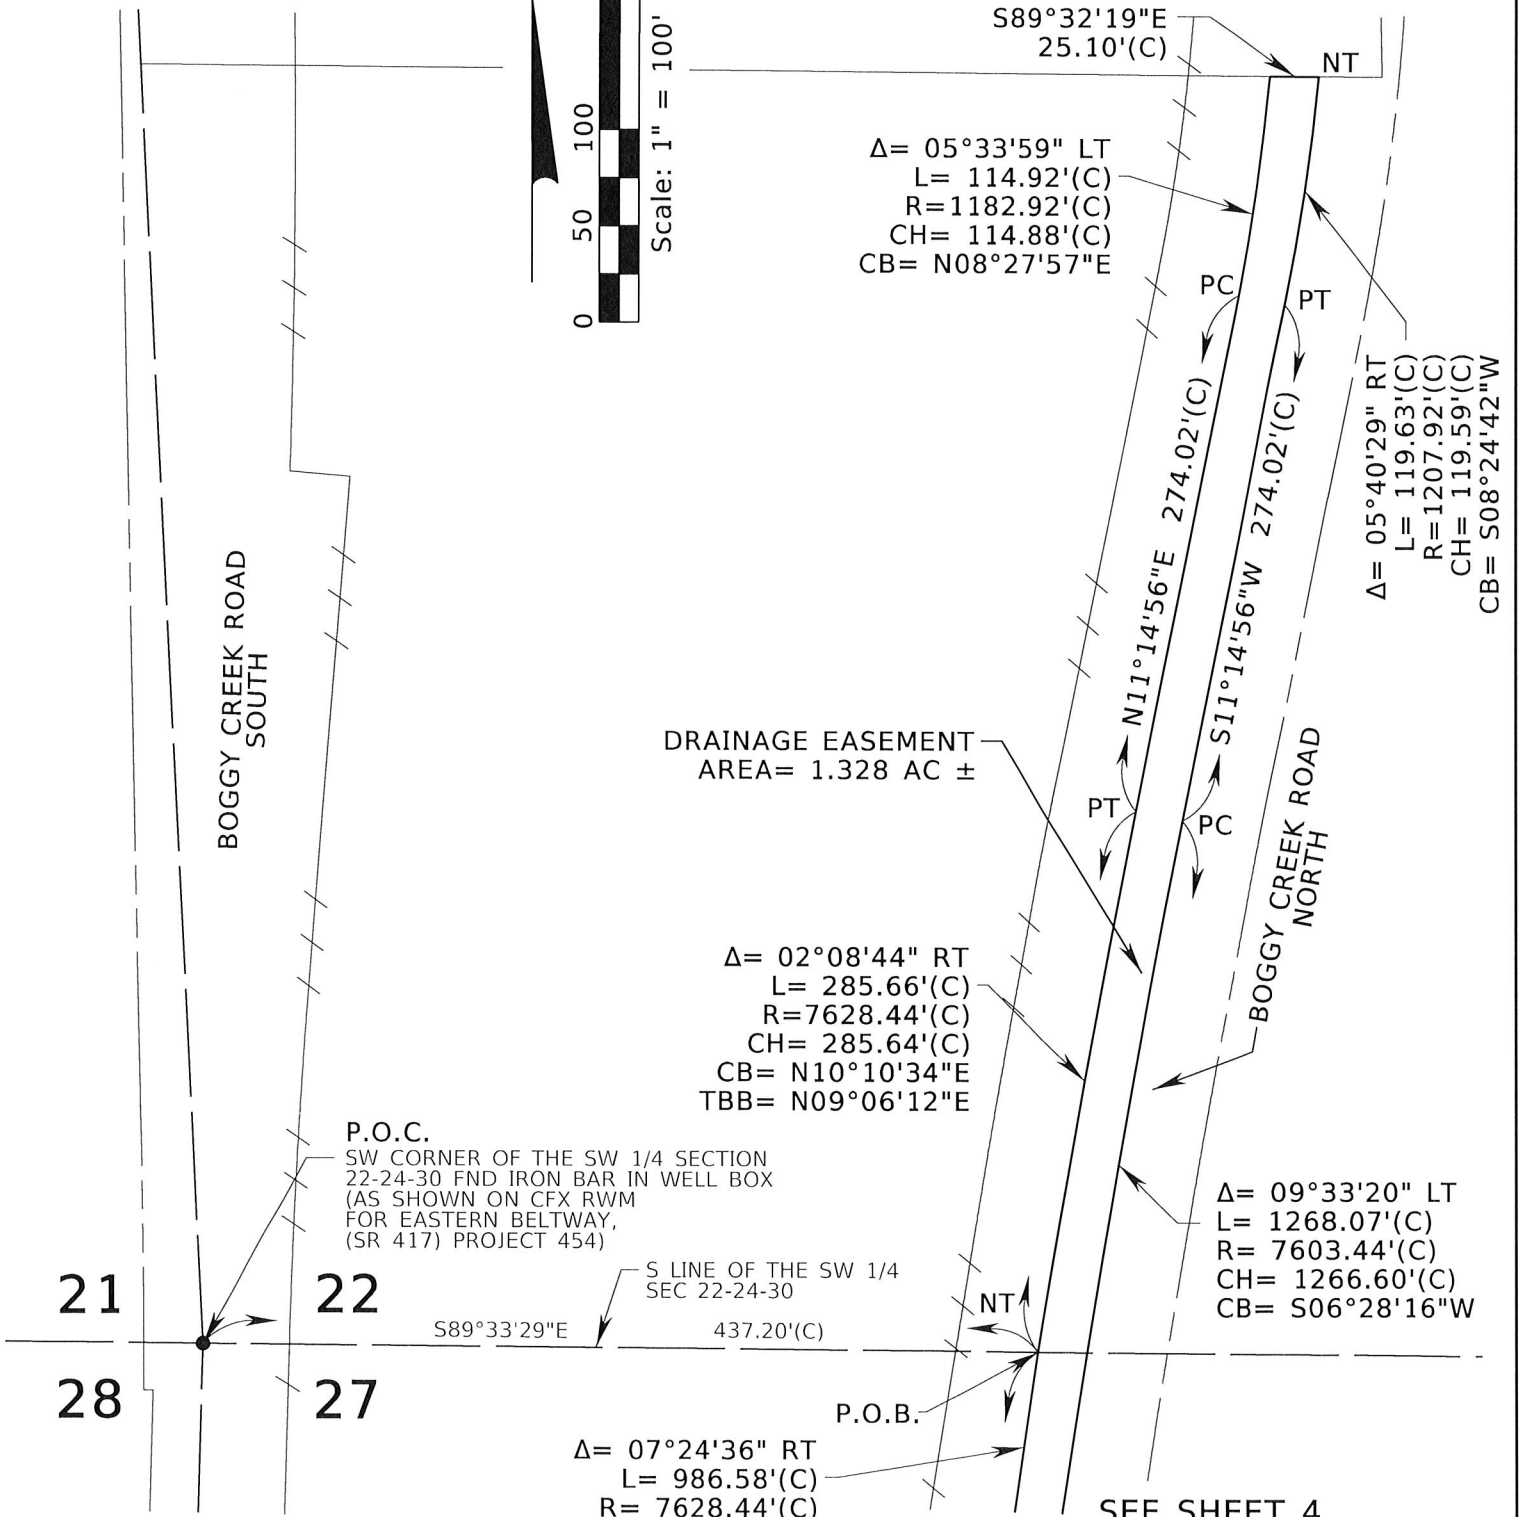 S89°32'19"E
25.10'(C)
NT
100
50
0
Scale: 1" = 100'
Δ= 05°33'59" LT
L= 114.92'(C)
R=1182.92'(C)
CH= 114.88'(C)
CB= N08°27'57"E
PC
PT
Δ= 05°40'29" RT
L= 119.63'(C)
R=1207.92'(C)
CH= 119.59'(C)
CB= S08°24'42"W
N11°14'56"E 274.02'(C)
S11°14'56"W 274.02'(C)
BOGGY CREEK ROAD
SOUTH
DRAINAGE EASEMENT
AREA= 1.328 AC ±
PT
PC
BOGGY CREEK ROAD
NORTH
Δ= 02°08'44" RT
L= 285.66'(C)
R=7628.44'(C)
CH= 285.64'(C)
CB= N10°10'34"E
TBB= N09°06'12"E
P.O.C.
SW CORNER OF THE SW 1/4 SECTION
22-24-30 FND IRON BAR IN WELL BOX
(AS SHOWN ON CFX RWM
FOR EASTERN BELTWAY,
(SR 417) PROJECT 454)
Δ= 09°33'20" LT
L= 1268.07'(C)
R= 7603.44'(C)
CH= 1266.60'(C)
CB= S06°28'16"W
21
22
S LINE OF THE SW 1/4
SEC 22-24-30
NT
S89°33'29"E 437.20'(C)
28
27
P.O.B.
Δ= 07°24'36" RT
L= 986.58'(C)
R= 7628.44'(C)
SEE SHEET 4